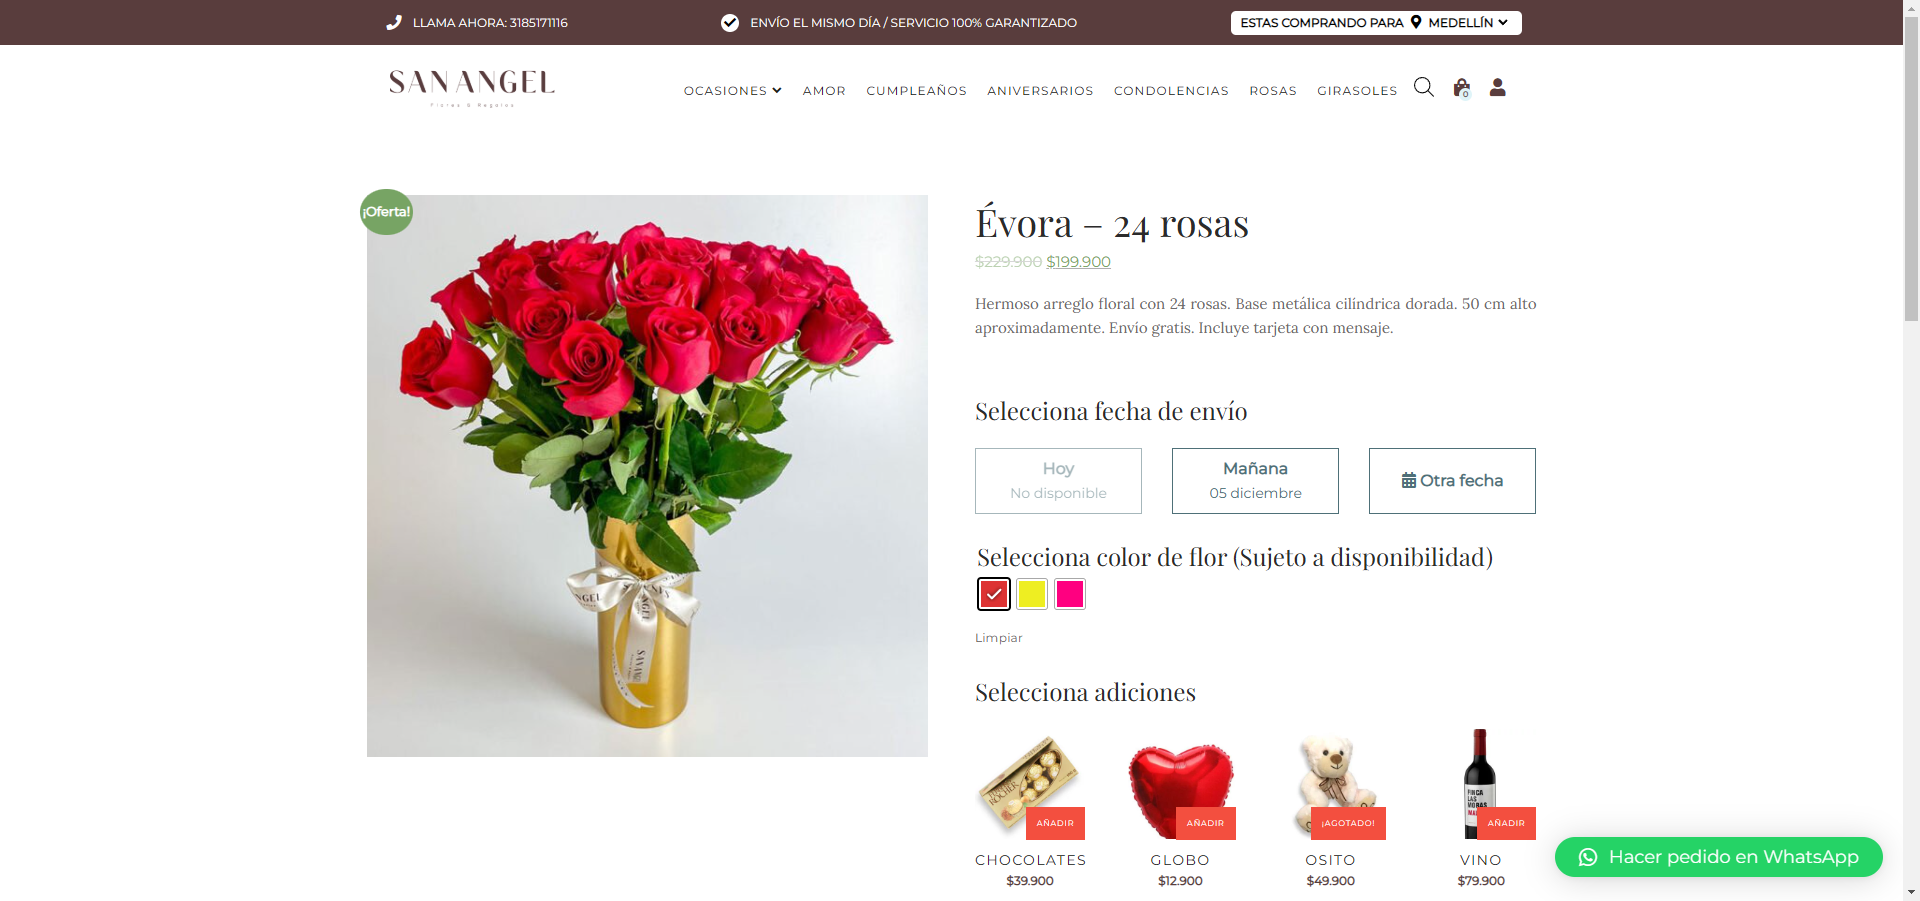 LLAMA AHORA: 3185171116
ENVÍO EL MISMO DÍA / SERVICIO 100% GARANTIZADO
ESTAS COMPRANDO PARA MEDELLÍN
SAN ANGEL
Flores & Regalos
OCASIONES AMOR CUMPLEAÑOS ANIVERSARIOS CONDOLENCIAS ROSAS GIRASOLES
0
¡Oferta!
Évora – 24 rosas
$229.900 $199.900
Hermoso arreglo floral con 24 rosas. Base metálica cilíndrica dorada. 50 cm alto
aproximadamente. Envío gratis. Incluye tarjeta con mensaje.
Selecciona fecha de envío
Hoy
No disponible
Mañana
05 diciembre
Otra fecha
Selecciona color de flor (Sujeto a disponibilidad)
Limpiar
Selecciona adiciones
AÑADIR
AÑADIR
¡AGOTADO!
AÑADIR
CHOCOLATES
$39.900
GLOBO
$12.900
OSITO
$49.900
VINO
$79.900
Hacer pedido en WhatsApp